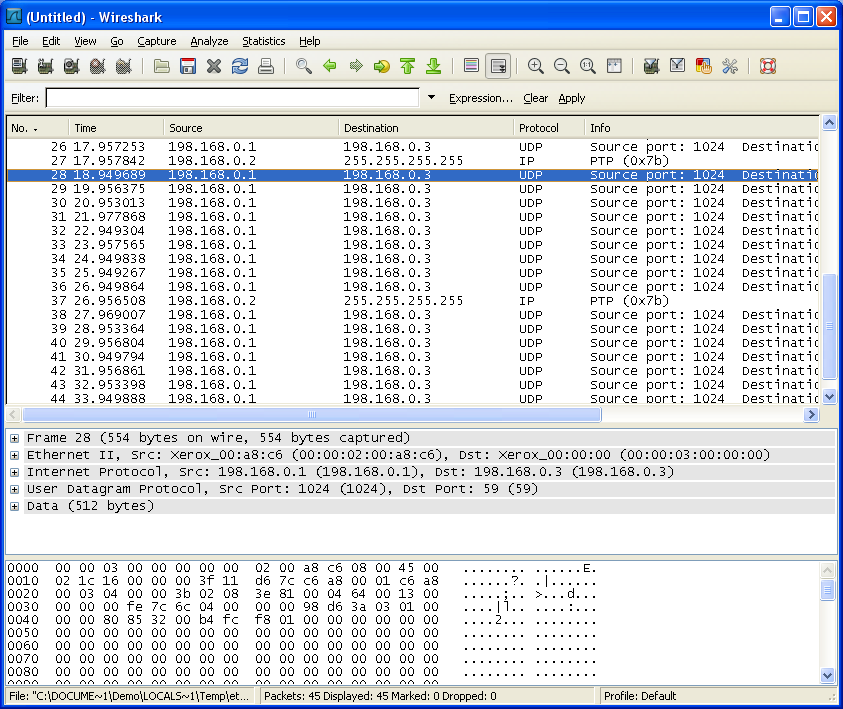 (Untitled) - Wireshark
File Edit View Go Capture Analyze Statistics Help
Filter: Expression... Clear Apply
No. Time Source Destination Protocol Info
26 17.957253 198.168.0.1 198.168.0.3 UDP Source port: 1024 Destinatio
27 17.957842 198.168.0.2 255.255.255.255 IP PTP (0x7b)
28 18.949689 198.168.0.1 198.168.0.3 UDP Source port: 1024 Destinatio
29 19.956375 198.168.0.1 198.168.0.3 UDP Source port: 1024 Destinatio
30 20.953013 198.168.0.1 198.168.0.3 UDP Source port: 1024 Destinatio
31 21.977868 198.168.0.1 198.168.0.3 UDP Source port: 1024 Destinatio
32 22.949304 198.168.0.1 198.168.0.3 UDP Source port: 1024 Destinatio
33 23.957565 198.168.0.1 198.168.0.3 UDP Source port: 1024 Destinatio
34 24.949838 198.168.0.1 198.168.0.3 UDP Source port: 1024 Destinatio
35 25.949267 198.168.0.1 198.168.0.3 UDP Source port: 1024 Destinatio
36 26.949864 198.168.0.1 198.168.0.3 UDP Source port: 1024 Destinatio
37 26.956508 198.168.0.2 255.255.255.255 IP PTP (0x7b)
38 27.969007 198.168.0.1 198.168.0.3 UDP Source port: 1024 Destinatio
39 28.953364 198.168.0.1 198.168.0.3 UDP Source port: 1024 Destinatio
40 29.956804 198.168.0.1 198.168.0.3 UDP Source port: 1024 Destinatio
41 30.949794 198.168.0.1 198.168.0.3 UDP Source port: 1024 Destinatio
42 31.956861 198.168.0.1 198.168.0.3 UDP Source port: 1024 Destinatio
43 32.953398 198.168.0.1 198.168.0.3 UDP Source port: 1024 Destinatio
44 33.949888 198.168.0.1 198.168.0.3 UDP Source port: 1024 Destinatio
Frame 28 (554 bytes on wire, 554 bytes captured)
Ethernet II, Src: Xerox_00:a8:c6 (00:00:02:00:a8:c6), Dst: Xerox_00:00:00 (00:00:03:00:00:00)
Internet Protocol, Src: 198.168.0.1 (198.168.0.1), Dst: 198.168.0.3 (198.168.0.3)
User Datagram Protocol, Src Port: 1024 (1024), Dst Port: 59 (59)
Data (512 bytes)
0000 00 00 03 00 00 00 00 00 02 00 a8 c6 08 00 45 00 ........ ......E.
0010 02 1c 16 00 00 00 3f 11 d6 7c c6 a8 00 01 c6 a8 ......?. .|......
0020 00 03 04 00 00 3b 02 08 3e 81 00 04 64 00 13 00 .....;.. >...d...
0030 00 00 00 fe 7c 6c 04 00 00 00 98 d6 3a 03 01 00 ....|l.. ....:...
0040 00 00 80 85 32 00 b4 fc f8 01 00 00 00 00 00 00 ....2... ........
0050 00 00 00 00 00 00 00 00 00 00 00 00 00 00 00 00 ........ ........
0060 00 00 00 00 00 00 00 00 00 00 00 00 00 00 00 00 ........ ........
0070 00 00 00 00 00 00 00 00 00 00 00 00 00 00 00 00 ........ ........
0080 00 00 00 00 00 00 00 00 00 00 00 00 00 00 00 00 ........ ........
File: "C:\DOCUME~1\Demo\LOCALS~1\Temp\et... Packets: 45 Displayed: 45 Marked: 0 Dropped: 0 Profile: Default